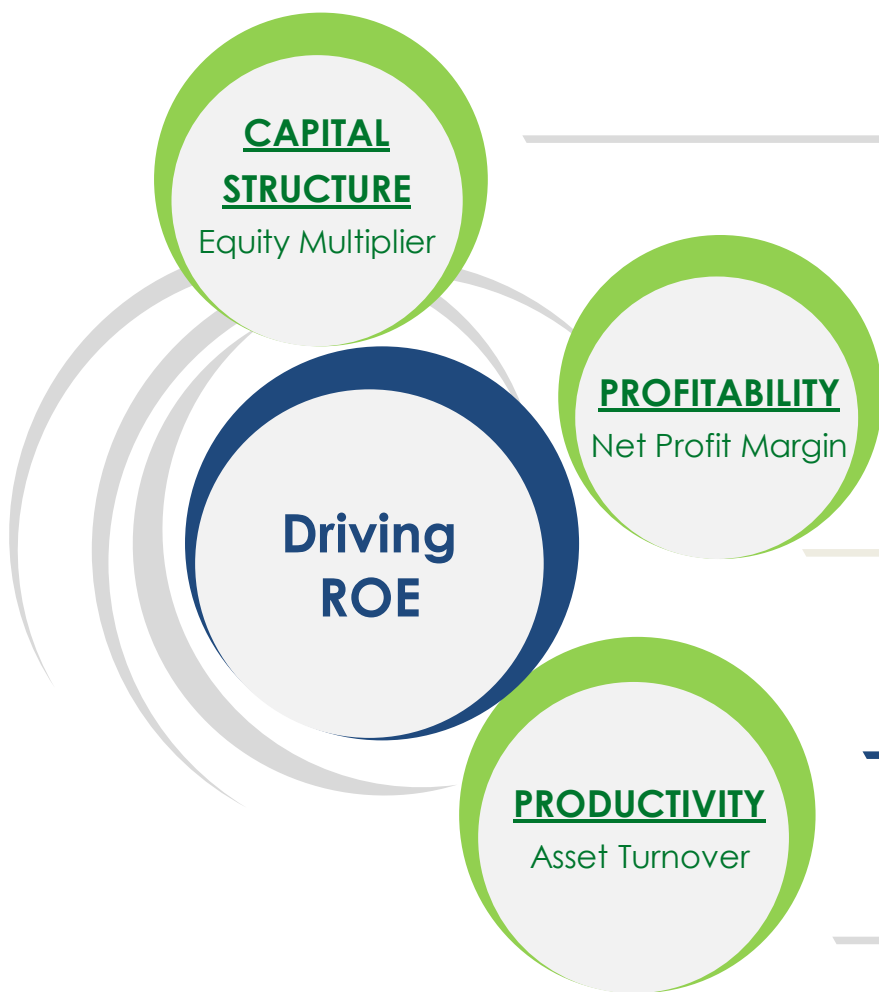 CAPITAL
STRUCTURE
Equity Multiplier
PROFITABILITY
Net Profit Margin
Driving
ROE
PRODUCTIVITY
Asset Turnover